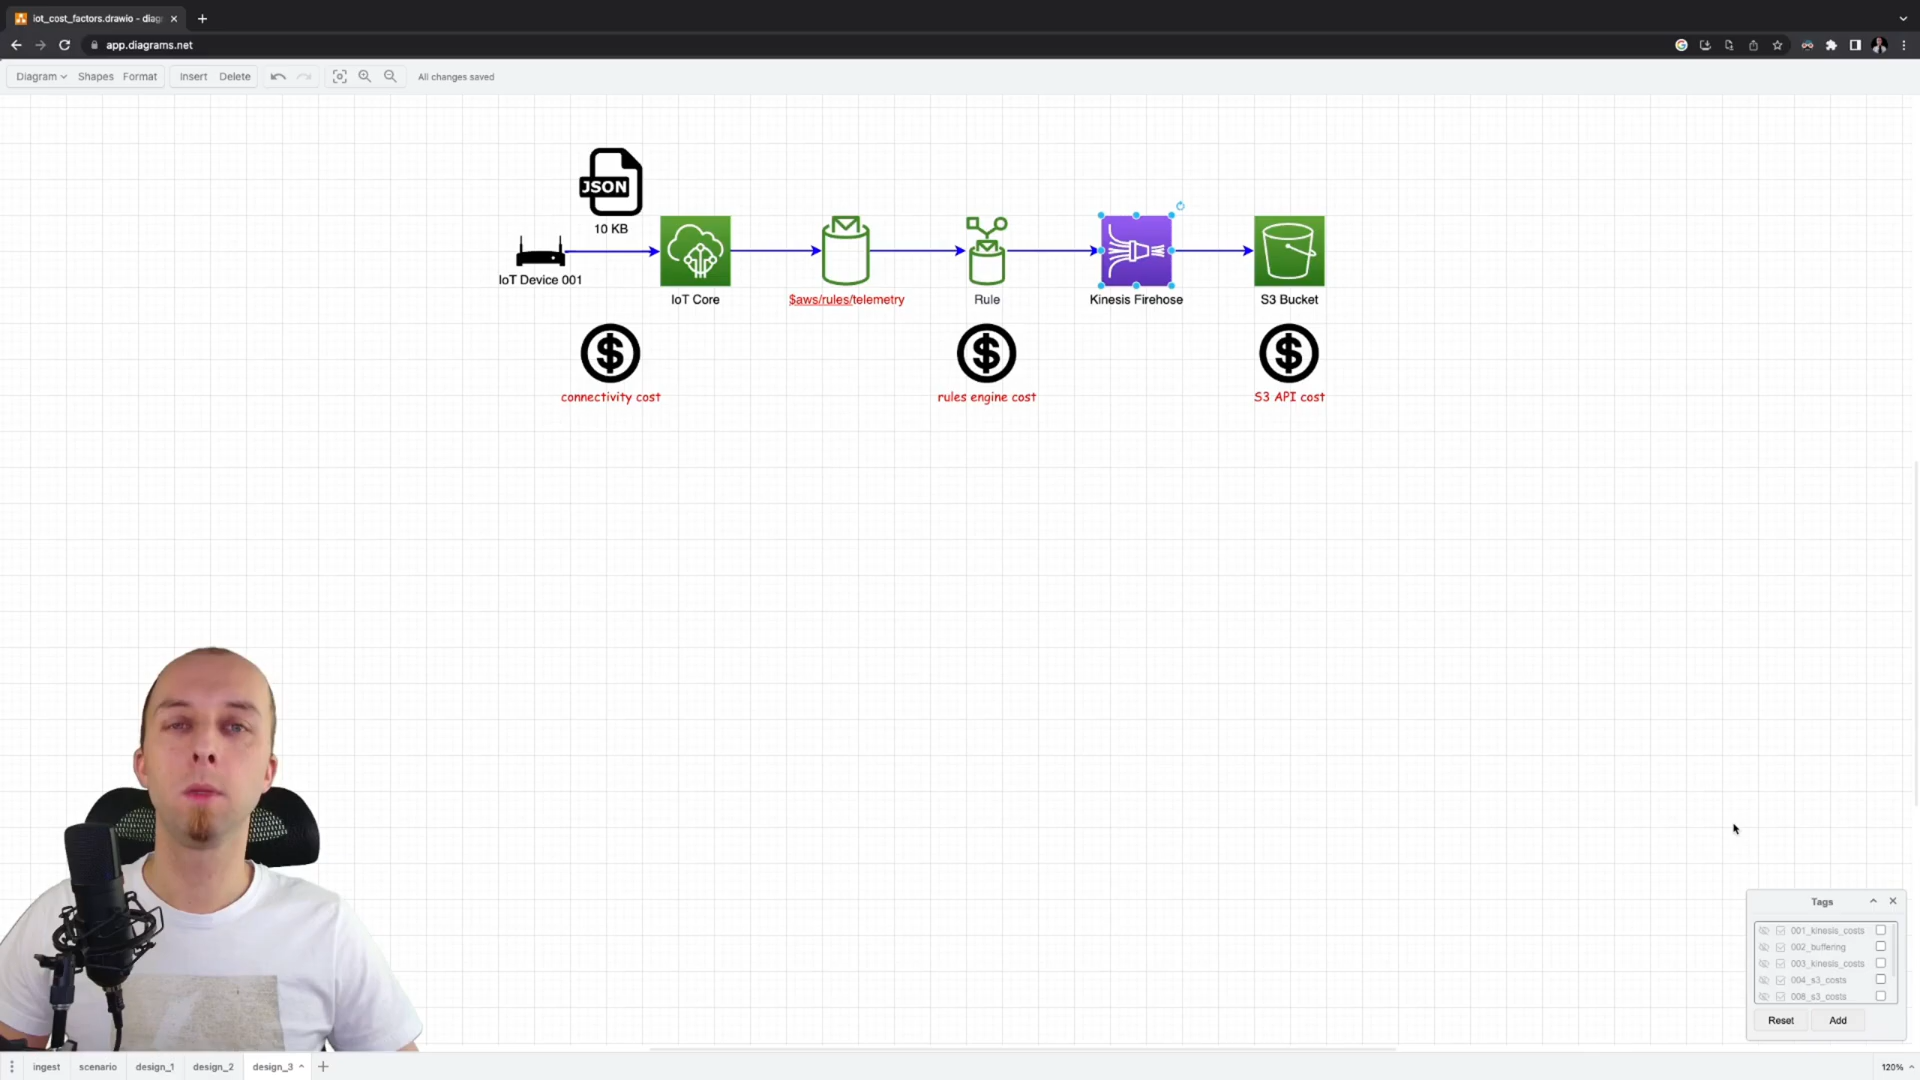 iot_cost_factors.drawio - diag
app.diagrams.net
Diagram Shapes Format Insert Delete All changes saved
JSON
10 KB
IoT Device 001
IoT Core
$aws/rules/telemetry
Rule
Kinesis Firehose
S3 Bucket
connectivity cost
rules engine cost
S3 API cost
Tags
001_kinesis_costs
002_buffering
003_kinesis_costs
004_s3_costs
Reset Add
ingest scenario design_1 design_2 design_3
120%